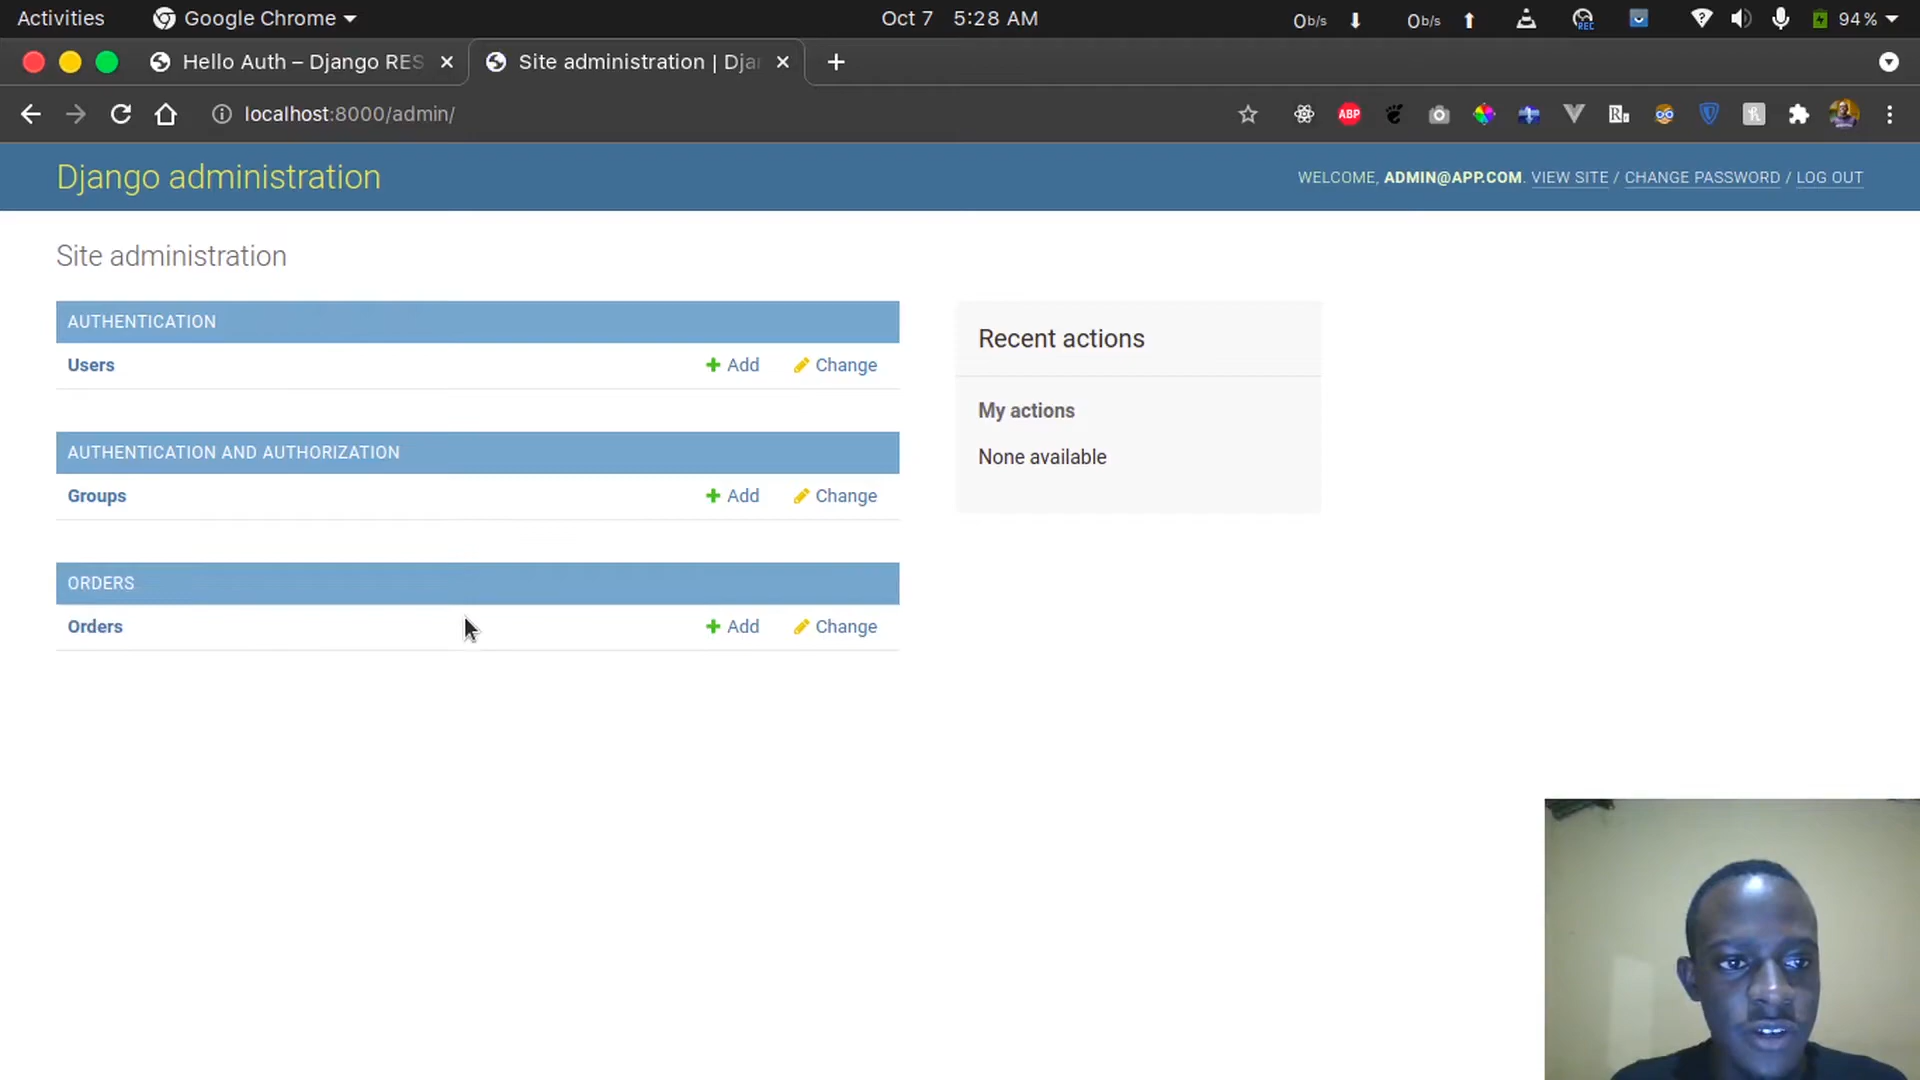 Activities
Google Chrome
Oct 7 5:28 AM
0b/s
0b/s
REC
94 %
Hello Auth – Django RES
Site administration | Dja
localhost:8000/admin/
ABP
Django administration
WELCOME, ADMIN@APP.COM. VIEW SITE / CHANGE PASSWORD / LOG OUT
Site administration
AUTHENTICATION
Users
Add
Change
AUTHENTICATION AND AUTHORIZATION
Groups
Add
Change
ORDERS
Orders
Add
Change
Recent actions
My actions
None available